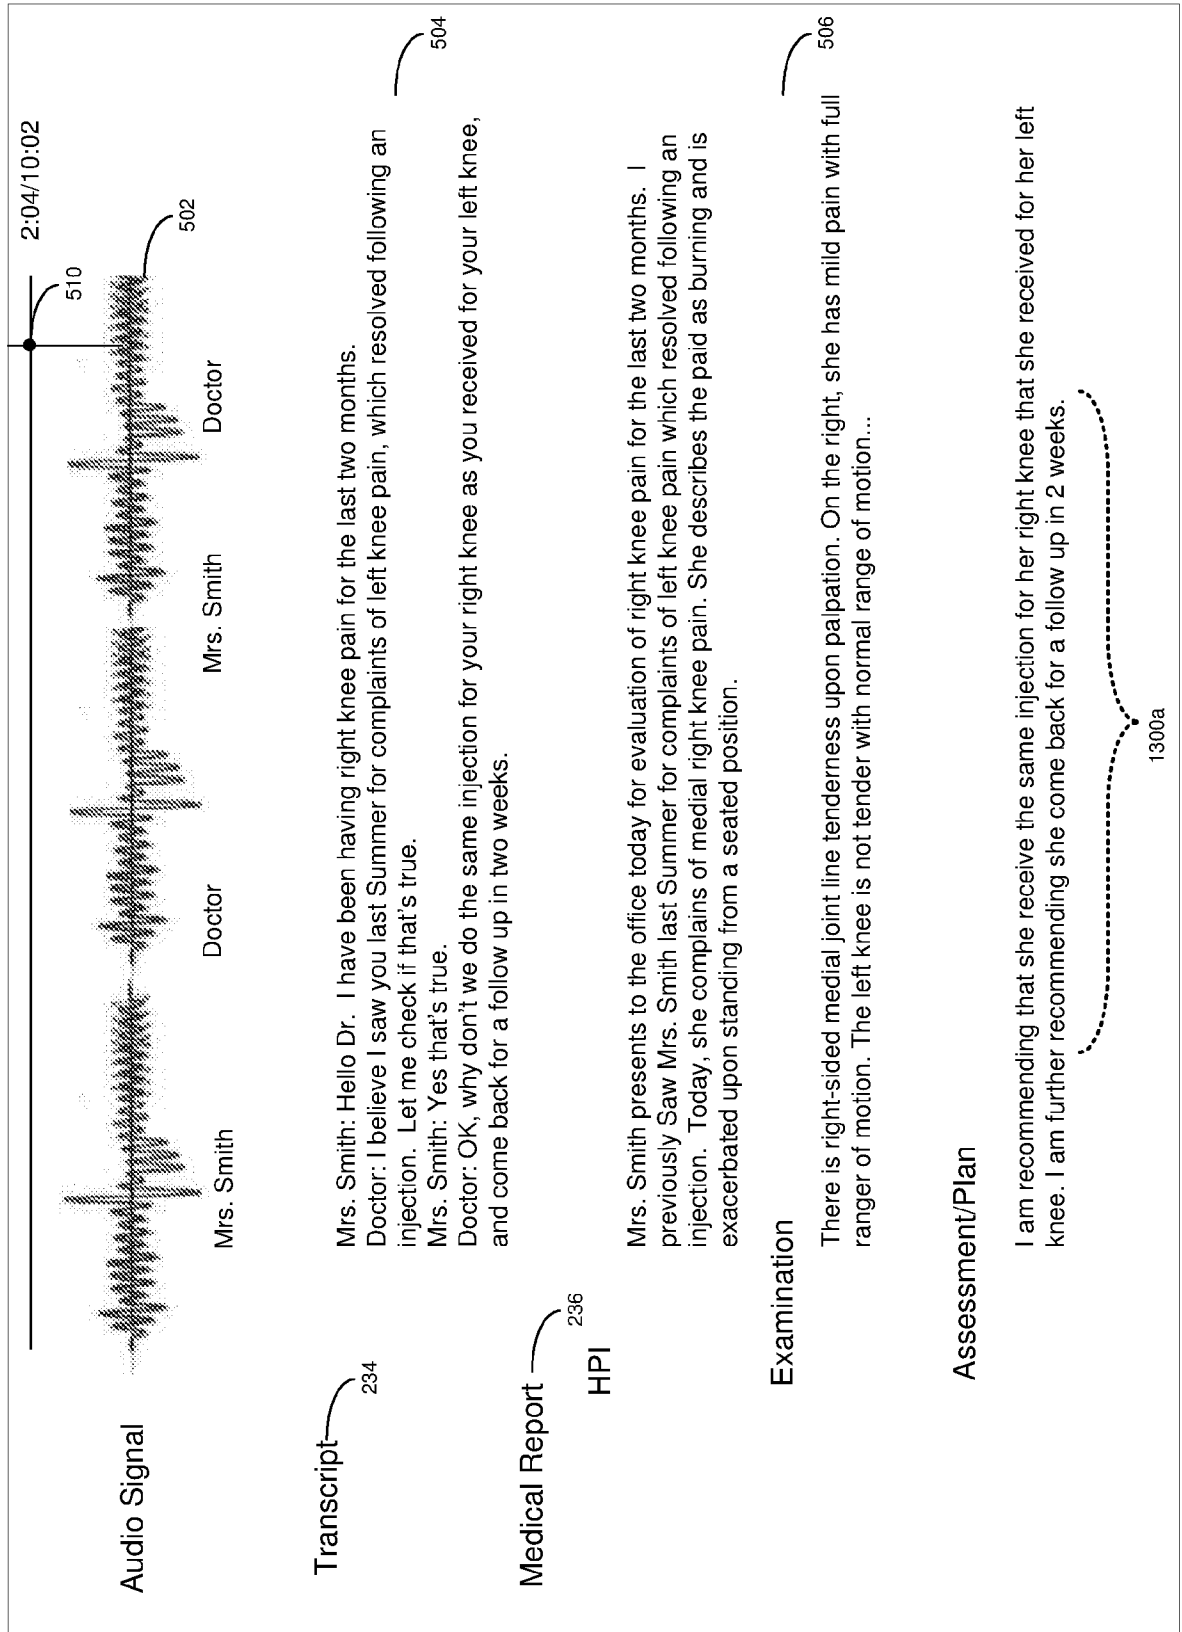 2:04/10:02
510
Audio Signal
502
Mrs. Smith
Doctor
Mrs. Smith
Doctor
Transcript
234
504
Mrs. Smith: Hello Dr.  I have been having right knee pain for the last two months.
Doctor: I believe I saw you last Summer for complaints of left knee pain, which resolved following an
injection.  Let me check if that's true.
Mrs. Smith: Yes that's true.
Doctor: OK, why don't we do the same injection for your right knee as you received for your left knee,
and come back for a follow up in two weeks.
Medical Report
236
HPI
Mrs. Smith presents to the office today for evaluation of right knee pain for the last two months.  I
previously Saw Mrs. Smith last Summer for complaints of left knee pain which resolved following an
injection.  Today, she complains of medial right knee pain. She describes the paid as burning and is
exacerbated upon standing from a seated position.
Examination
506
There is right-sided medial joint line tenderness upon palpation. On the right, she has mild pain with full
ranger of motion. The left knee is not tender with normal range of motion...
Assessment/Plan
I am recommending that she receive the same injection for her right knee that she received for her left
knee. I am further recommending she come back for a follow up in 2 weeks.
1300a